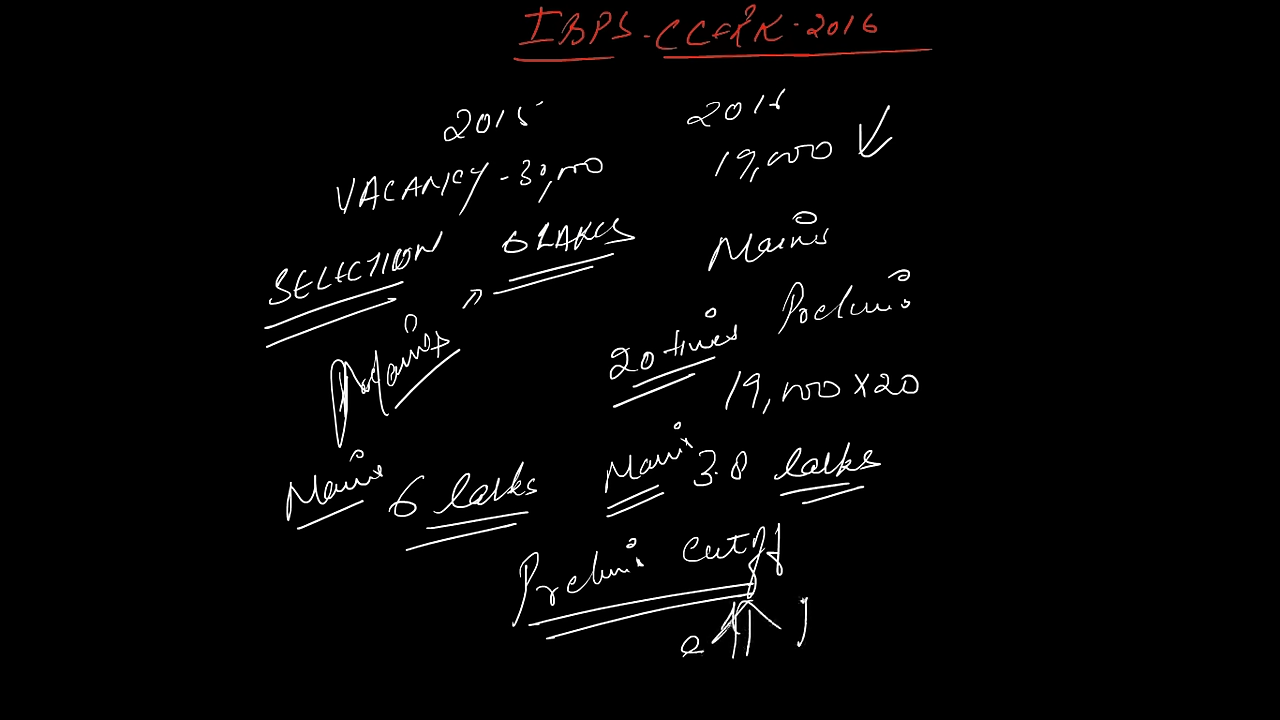 IBPS - CLERK - 2016
2015 2016
VACANCY - 30,000 19,000
SELECTION 6 LAKHS Mains
Mains Prelims
20 times
19,000 X 20
Mains 6 lakhs Mains 3.8 lakhs
Prelims cutoff